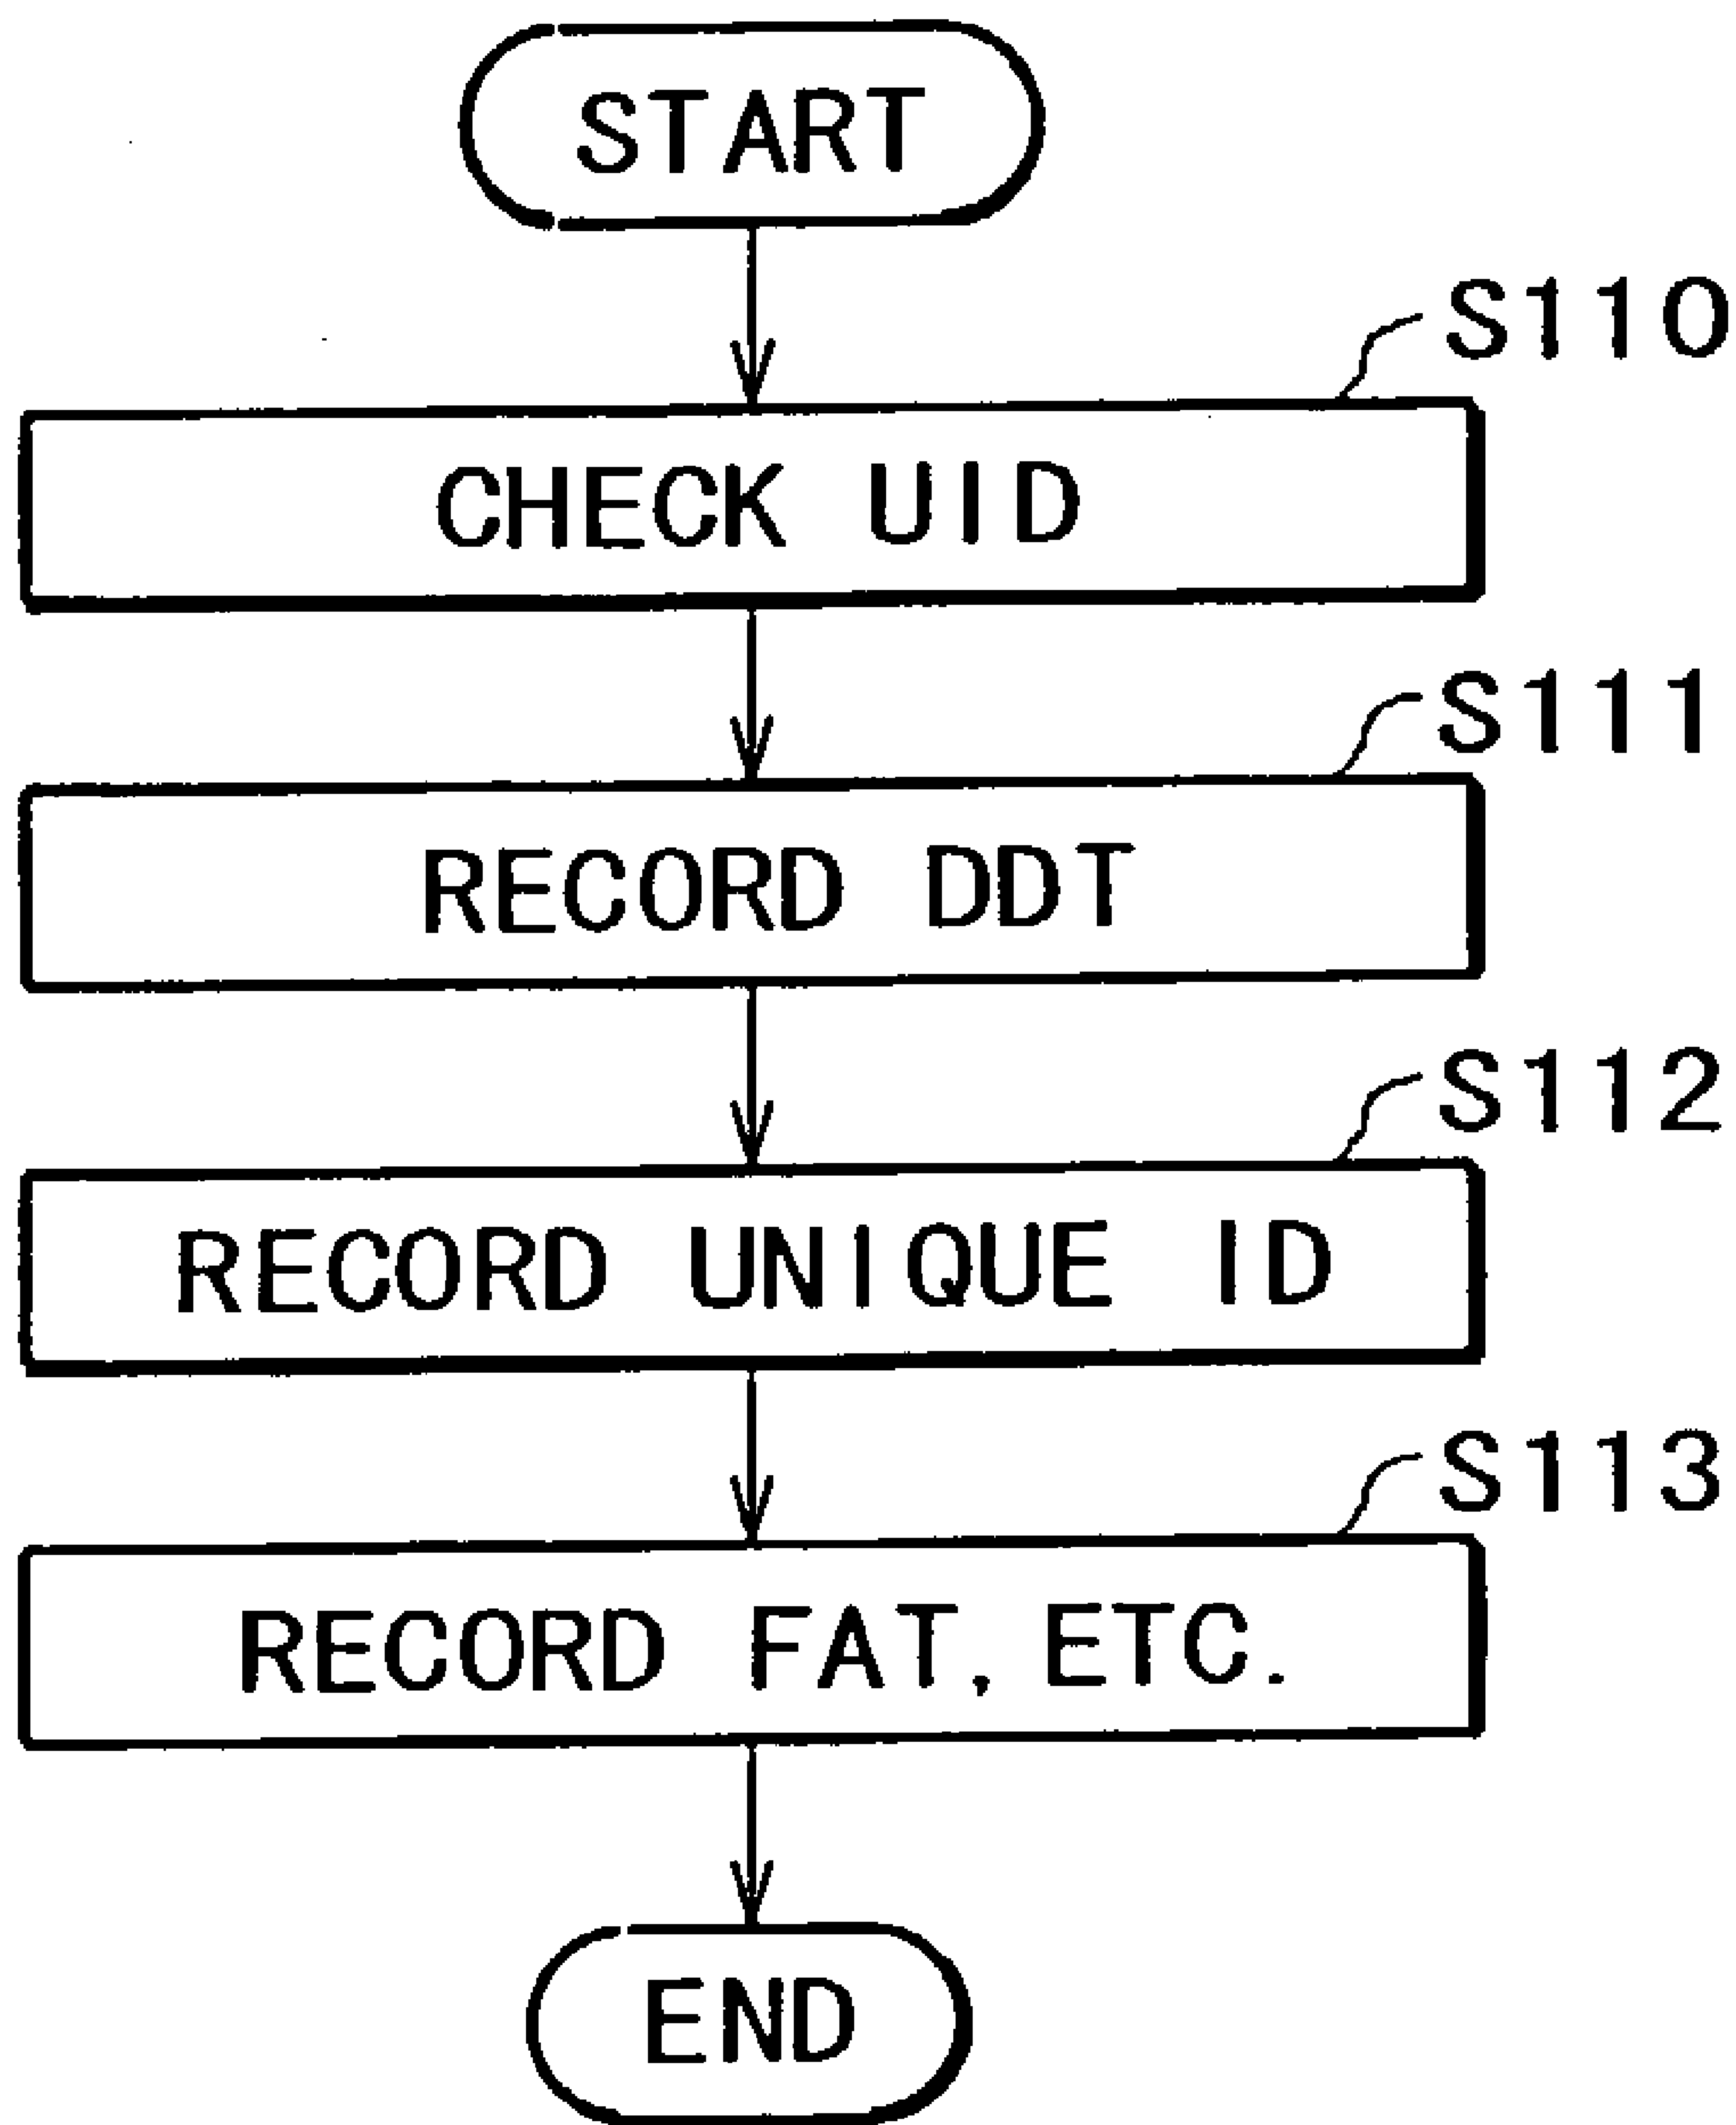 START
S110
CHECK UID
S111
RECORD DDT
S112
RECORD UNIQUE ID
S113
RECORD FAT, ETC.
END